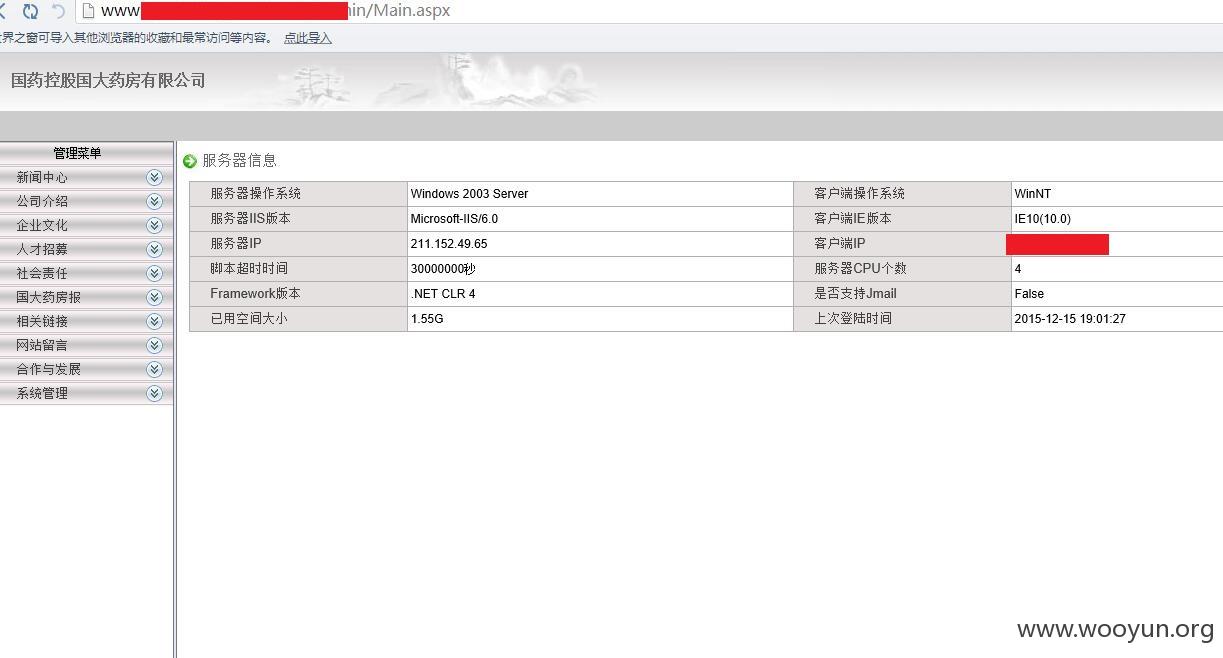 www
in/Main.aspx
界之窗可导入其他浏览器的收藏和最常访问等内容。 点此导入
国药控股国大药房有限公司
管理菜单
新闻中心
公司介绍
企业文化
人才招募
社会责任
国大药房报
相关链接
网站留言
合作与发展
系统管理
服务器信息
服务器操作系统 Windows 2003 Server 客户端操作系统 WinNT
服务器IIS版本 Microsoft-IIS/6.0 客户端IE版本 IE10(10.0)
服务器IP 211.152.49.65 客户端IP
脚本超时时间 30000000秒 服务器CPU个数 4
Framework版本 .NET CLR 4 是否支持Jmail False
已用空间大小 1.55G 上次登陆时间 2015-12-15 19:01:27
www.wooyun.org